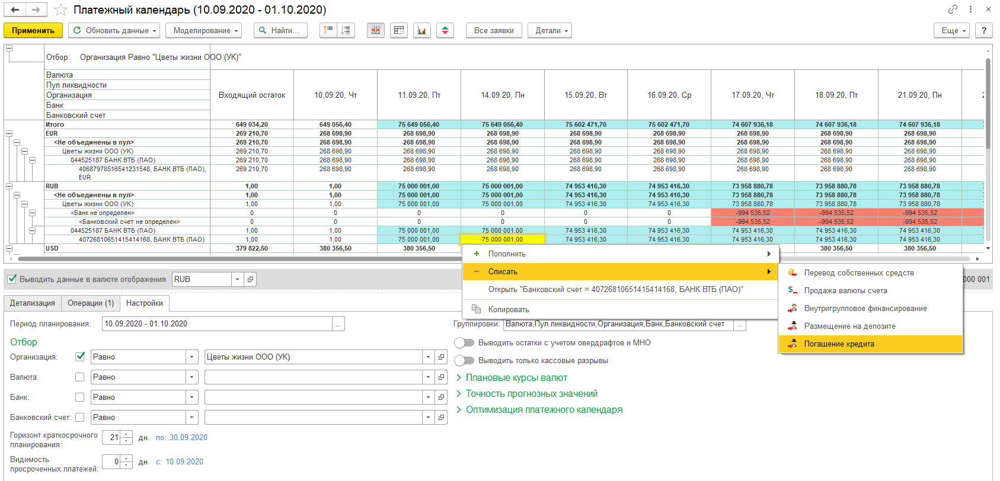 Платежный календарь (10.09.2020 - 01.10.2020)
Применить Обновить данные Моделирование Найти... Все заявки Детали Еще ?
Отбор: Организация Равно "Цветы жизни ООО (УК)"
Валюта
Пул ликвидности
Организация
Банк
Банковский счет
Входящий остаток 10.09.20, Чт 11.09.20, Пт 14.09.20, Пн 15.09.20, Вт 16.09.20, Ср 17.09.20, Чт 18.09.20, Пт 21.09.20, Пн
Итого 649 034,20 649 056,40 75 649 056,40 75 649 056,40 75 602 471,70 75 602 471,70 74 607 936,18 74 607 936,18 74 607 936,18
EUR 269 210,70 268 698,90 268 698,90 268 698,90 268 698,90 268 698,90 268 698,90 268 698,90 268 698,90
<Не объединены в пул> 269 210,70 268 698,90 268 698,90 268 698,90 268 698,90 268 698,90 268 698,90 268 698,90 268 698,90
Цветы жизни ООО (УК) 269 210,70 268 698,90 268 698,90 268 698,90 268 698,90 268 698,90 268 698,90 268 698,90 268 698,90
044525187 БАНК ВТБ (ПАО) 269 210,70 268 698,90 268 698,90 268 698,90 268 698,90 268 698,90 268 698,90 268 698,90 268 698,90
40687978516541231548, БАНК ВТБ (ПАО), 269 210,70 268 698,90 268 698,90 268 698,90 268 698,90 268 698,90 268 698,90 268 698,90 268 698,90
EUR
RUB 1,00 1,00 75 000 001,00 75 000 001,00 74 953 416,30 74 953 416,30 73 958 880,78 73 958 880,78 73 958 880,78
<Не объединены в пул> 1,00 1,00 75 000 001,00 75 000 001,00 74 953 416,30 74 953 416,30 73 958 880,78 73 958 880,78 73 958 880,78
Цветы жизни ООО (УК) 1,00 1,00 75 000 001,00 75 000 001,00 74 953 416,30 74 953 416,30 73 958 880,78 73 958 880,78 73 958 880,78
<Банк не определен> 0 0 0 0 0 0 -994 535,52 -994 535,52 -994 535,52
<Банковский счет не определен> 0 0 0 0 0 0 -994 535,52 -994 535,52 -994 535,52
044525187 БАНК ВТБ (ПАО) 1,00 1,00 75 000 001,00 75 000 001,00 74 953 416,30 74 953 416,30 74 953 416,30 74 953 416,30 74 953 416,30
40726810651415414168, БАНК ВТБ (ПАО) 1,00 1,00 75 000 001,00 75 000 001,00 74 953 416,30 74 953 416,30 74 953 416,30 74 953 416,30 74 953 416,30
USD 379 822,50 380 356,50 380 356,50 380 356,50 380 356,50
Пополнить
Списать
Открыть "Банковский счет = 40726810651415414168, БАНК ВТБ (ПАО)"
Копировать
Перевод собственных средств
Продажа валюты счета
Внутригрупповое финансирование
Размещение на депозите
Погашение кредита
Выводить данные в валюте отображения RUB 000 001
Детализация Операции (1) Настройки
Период планирования: 10.09.2020 - 01.10.2020 ...
Группировки: Валюта,Пул ликвидности,Организация,Банк,Банковский счет ...
Отбор
Организация: Равно Цветы жизни ООО (УК)
Валюта: Равно
Банк: Равно
Банковский счет: Равно
Горизонт краткосрочного
планирования: 21 дн. по: 30.09.2020
Видимость
просроченных платежей: 0 дн. с: 10.09.2020
Выводить остатки с учетом овердрафтов и МНО
Выводить только кассовые разрывы
Плановые курсы валют
Точность прогнозных значений
Оптимизация платежного календаря